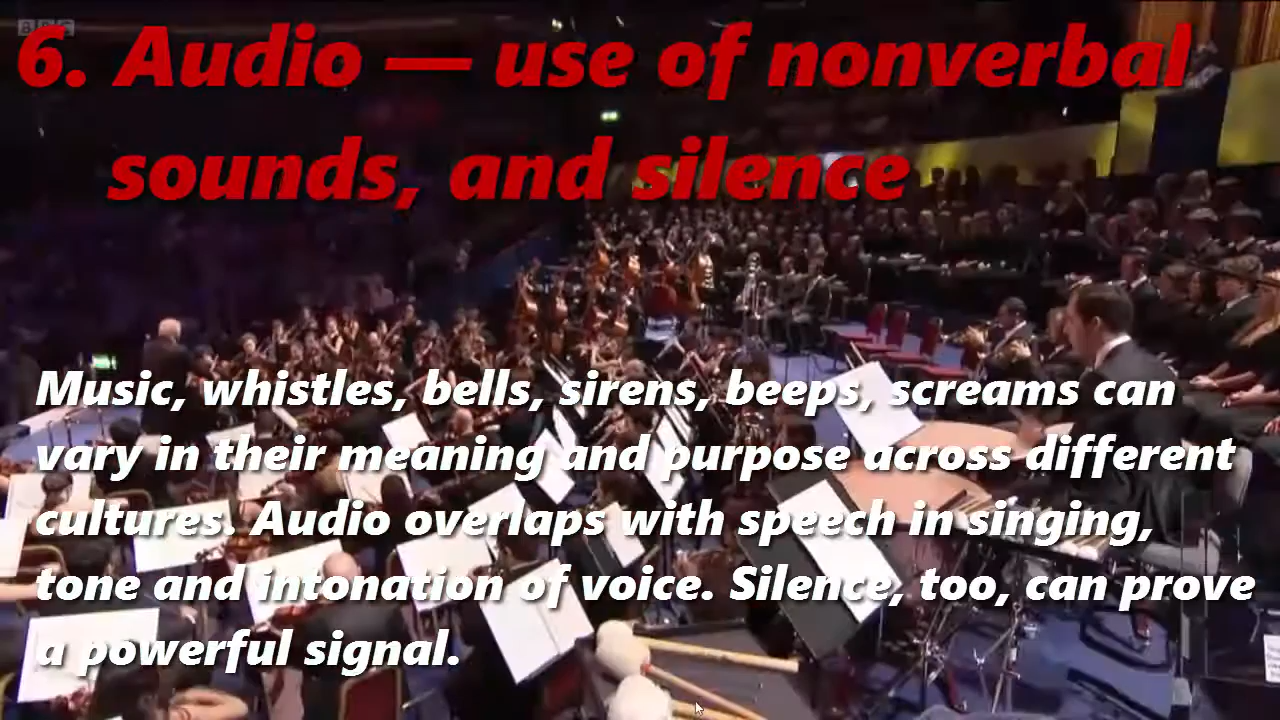 BBC
6. Audio — use of nonverbal
sounds, and silence
Music, whistles, bells, sirens, beeps, screams can
vary in their meaning and purpose across different
cultures. Audio overlaps with speech in singing,
tone and intonation of voice. Silence, too, can prove
a powerful signal.